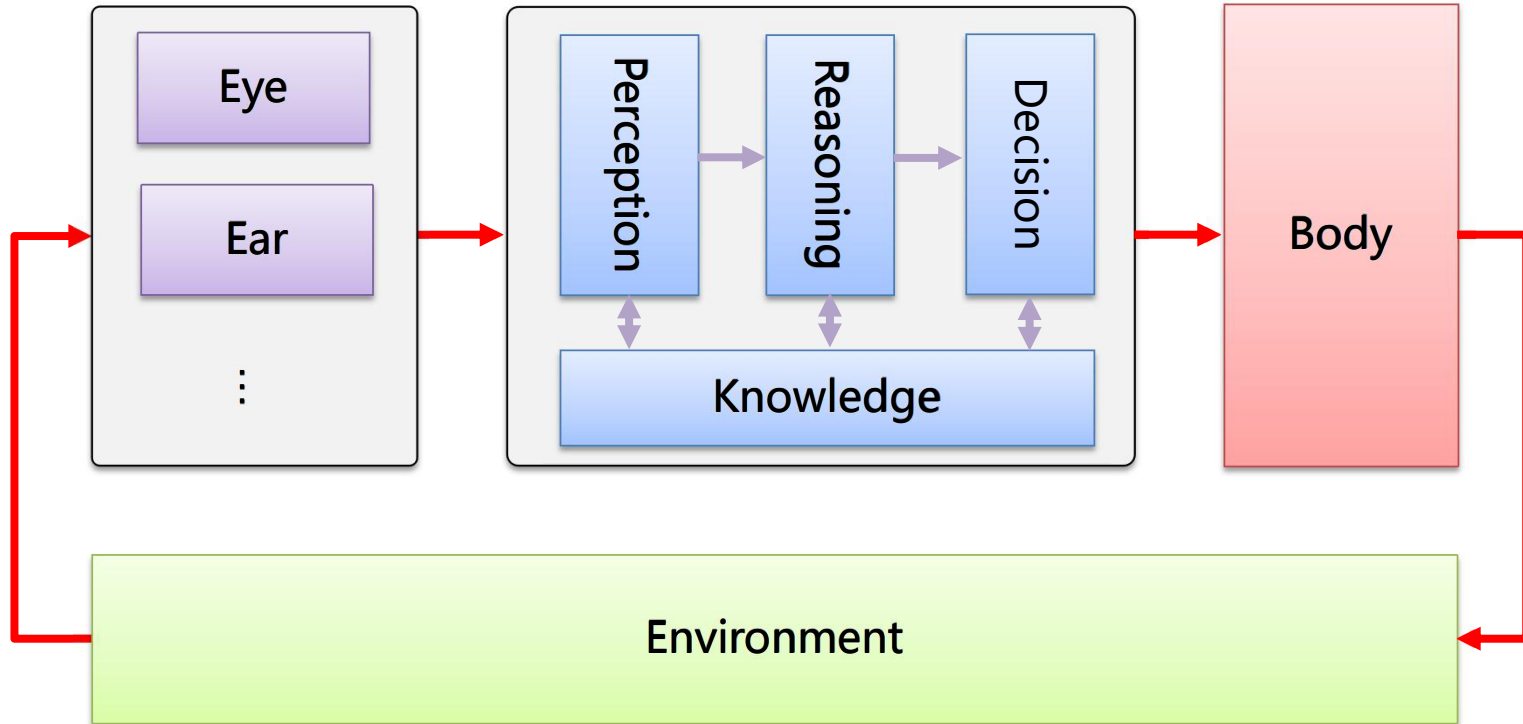 Eye
Ear
⋮
Perception
Reasoning
Decision
Knowledge
Body
Environment